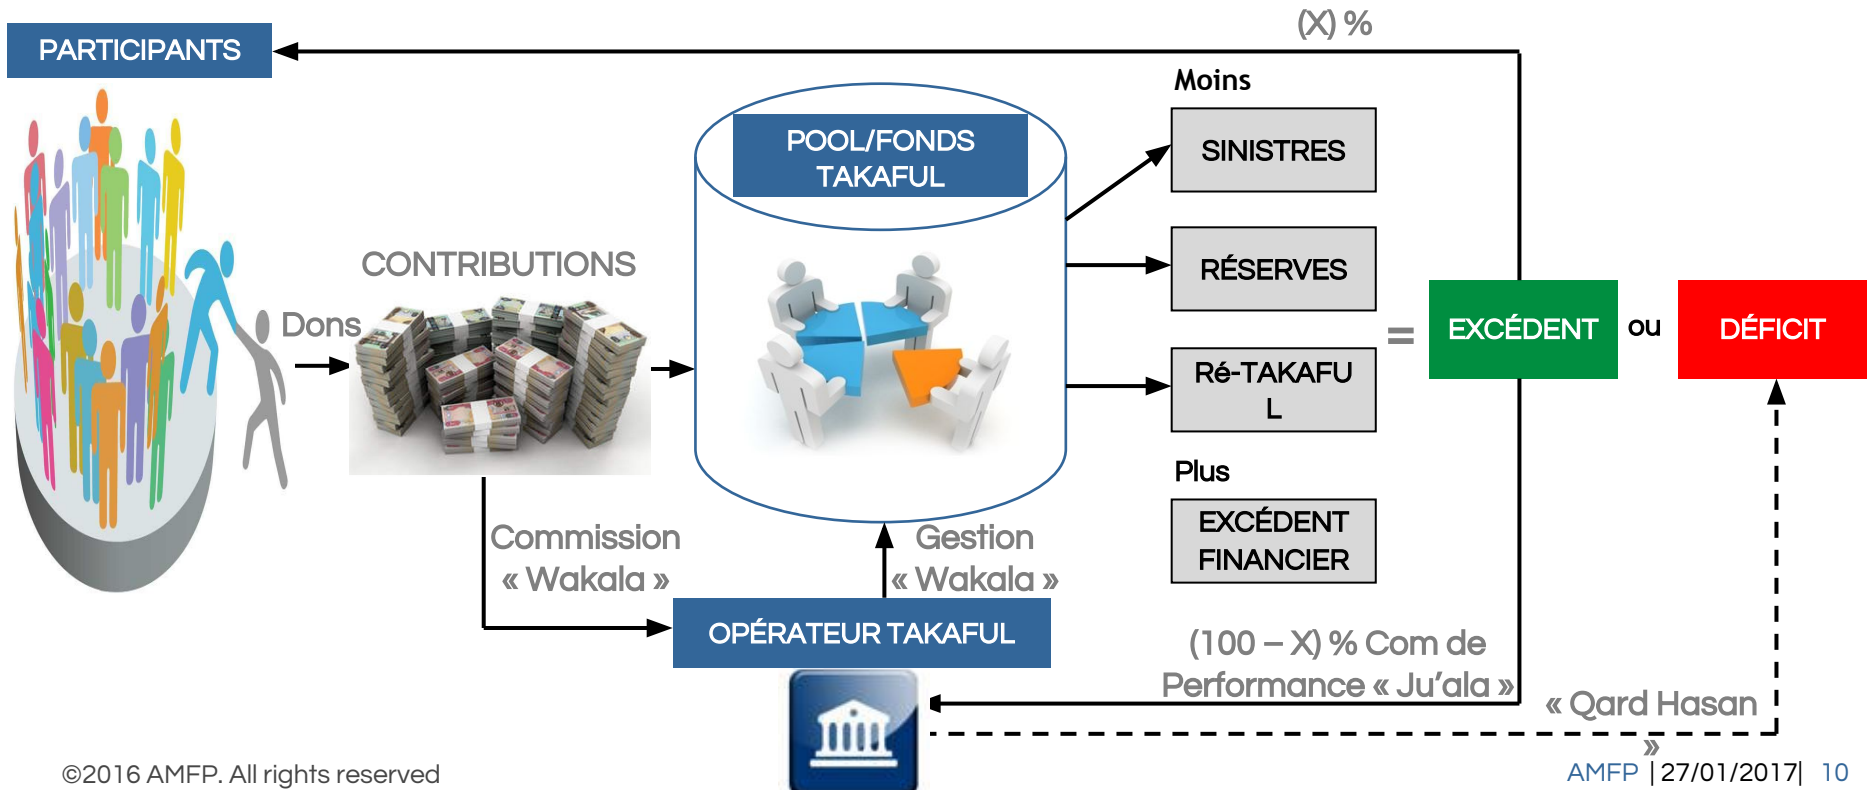 (X) %
PARTICIPANTS
Moins
POOL/FONDS
TAKAFUL
SINISTRES
CONTRIBUTIONS
RÉSERVES
Dons
=
EXCÉDENT
ou
DÉFICIT
Ré-TAKAFU
L
Plus
EXCÉDENT
FINANCIER
Commission
« Wakala »
Gestion
« Wakala »
OPÉRATEUR TAKAFUL
(100 – X) % Com de
Performance « Ju’ala »
« Qard Hasan
»
©2016 AMFP. All rights reserved
AMFP | 27/01/2017| 10